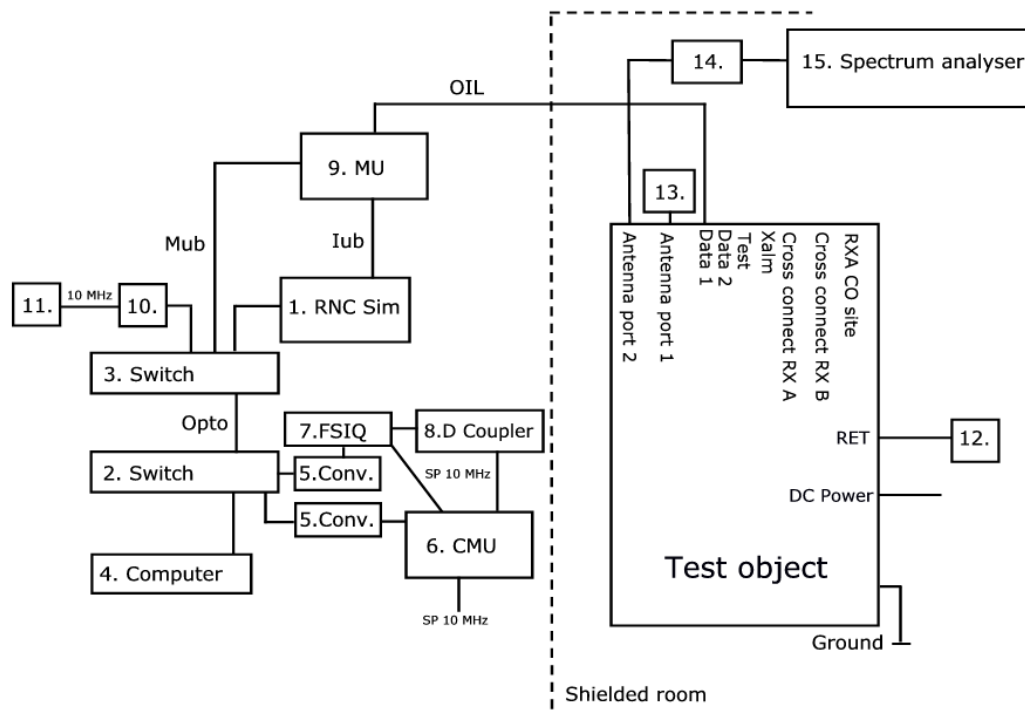 14.
15. Spectrum analyser
OIL
9. MU
13.
Mub
Iub
Antenna port 2
Antenna port 1
Data 1
Data 2
Test
Xalm
Cross connect RX A
Cross connect RX B
RXA CO site
11.
10 MHz
10.
1. RNC Sim
3. Switch
Opto
7.FSIQ
8.D Coupler
RET
12.
2. Switch
5.Conv.
SP 10 MHz
DC Power
5.Conv.
6. CMU
4. Computer
Test object
SP 10 MHz
Ground
Shielded room